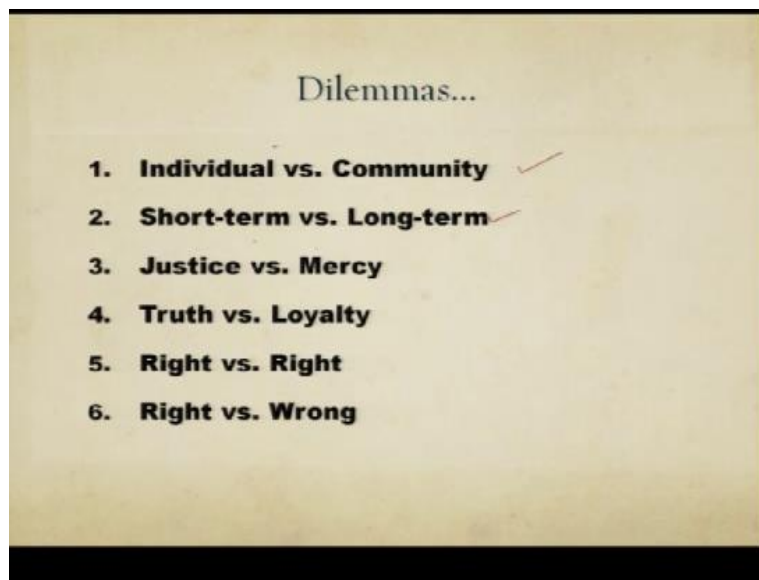 Dilemmas...
1. Individual vs. Community
2. Short-term vs. Long-term
3. Justice vs. Mercy
4. Truth vs. Loyalty
5. Right vs. Right
6. Right vs. Wrong